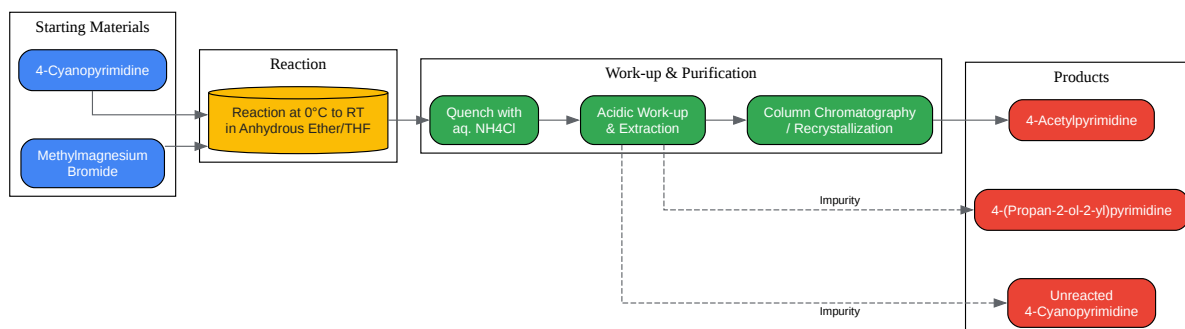 Starting Materials
4-Cyanopyrimidine
Methylmagnesium
Bromide
Reaction
Reaction at 0°C to RT
in Anhydrous Ether/THF
Work-up & Purification
Quench with
aq. NH4Cl
Acidic Work-up
& Extraction
Column Chromatography
/ Recrystallization
Products
4-Acetylpyrimidine
Impurity
4-(Propan-2-ol-2-yl)pyrimidine
Impurity
Unreacted
4-Cyanopyrimidine